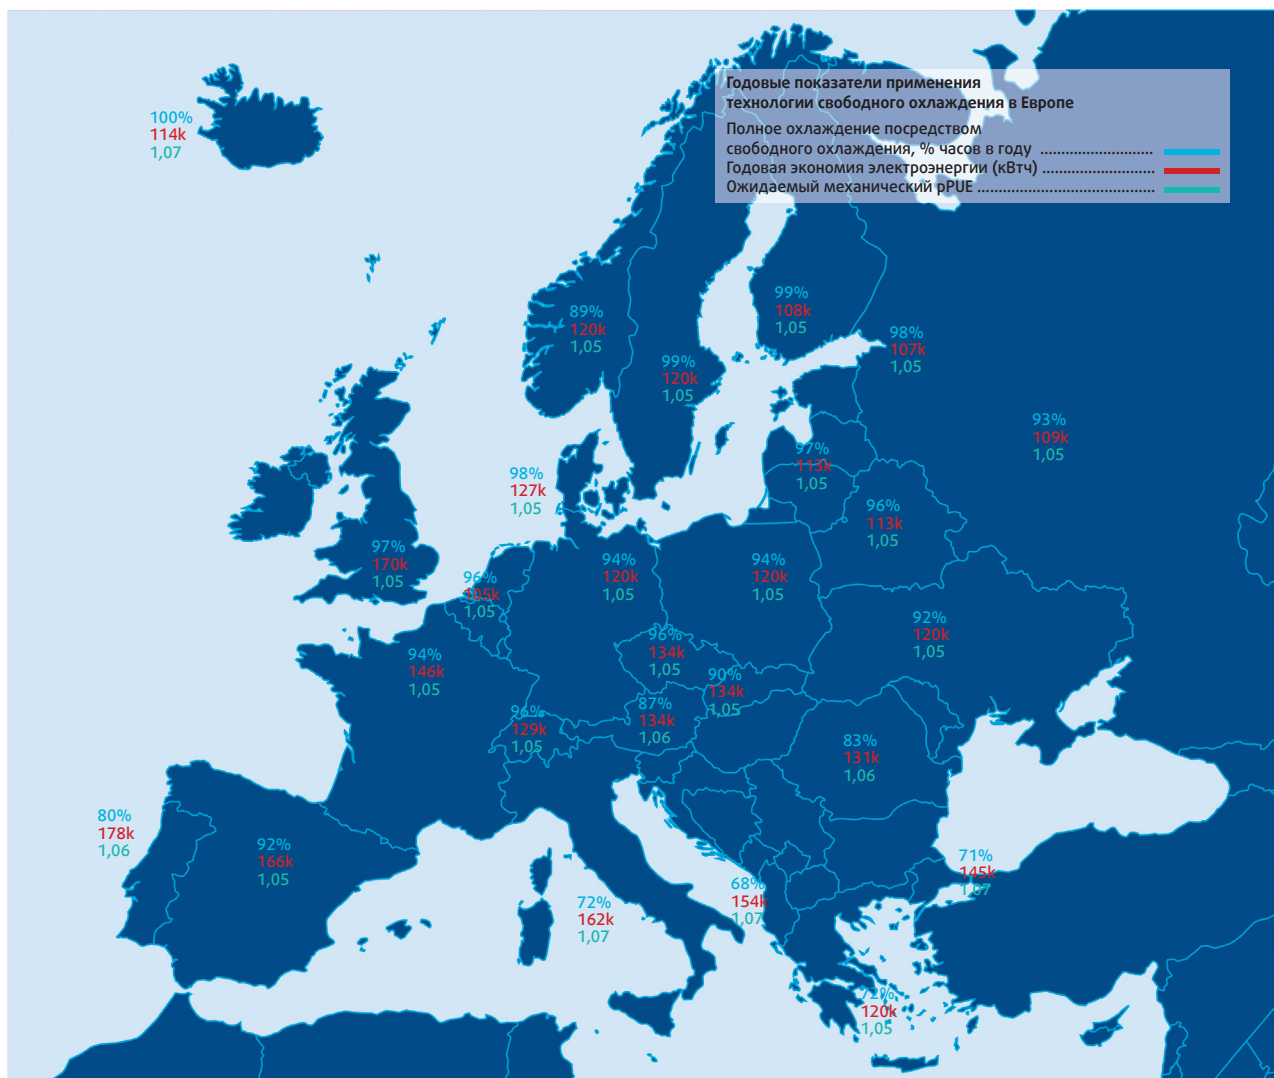 Годовые показатели применения
технологии свободного охлаждения в Европе
Полное охлаждение посредством
свободного охлаждения, % часов в году
Годовая экономия электроэнергии (кВтч)
Ожидаемый механический pPUE
100%
114k
1,07
99%
108k
1,05
89%
120k
1,05
98%
107k
1,05
99%
120k
1,05
93%
109k
1,05
97%
113k
1,05
98%
127k
1,05
96%
113k
1,05
97%
170k
1,05
94%
120k
1,05
94%
120k
1,05
96%
105k
1,05
92%
120k
1,05
96%
134k
1,05
94%
146k
1,05
90%
134k
1,05
87%
134k
1,06
96%
129k
1,05
83%
131k
1,06
80%
178k
1,06
92%
166k
1,05
71%
145k
1,07
68%
154k
1,07
72%
162k
1,07
72%
120k
1,05